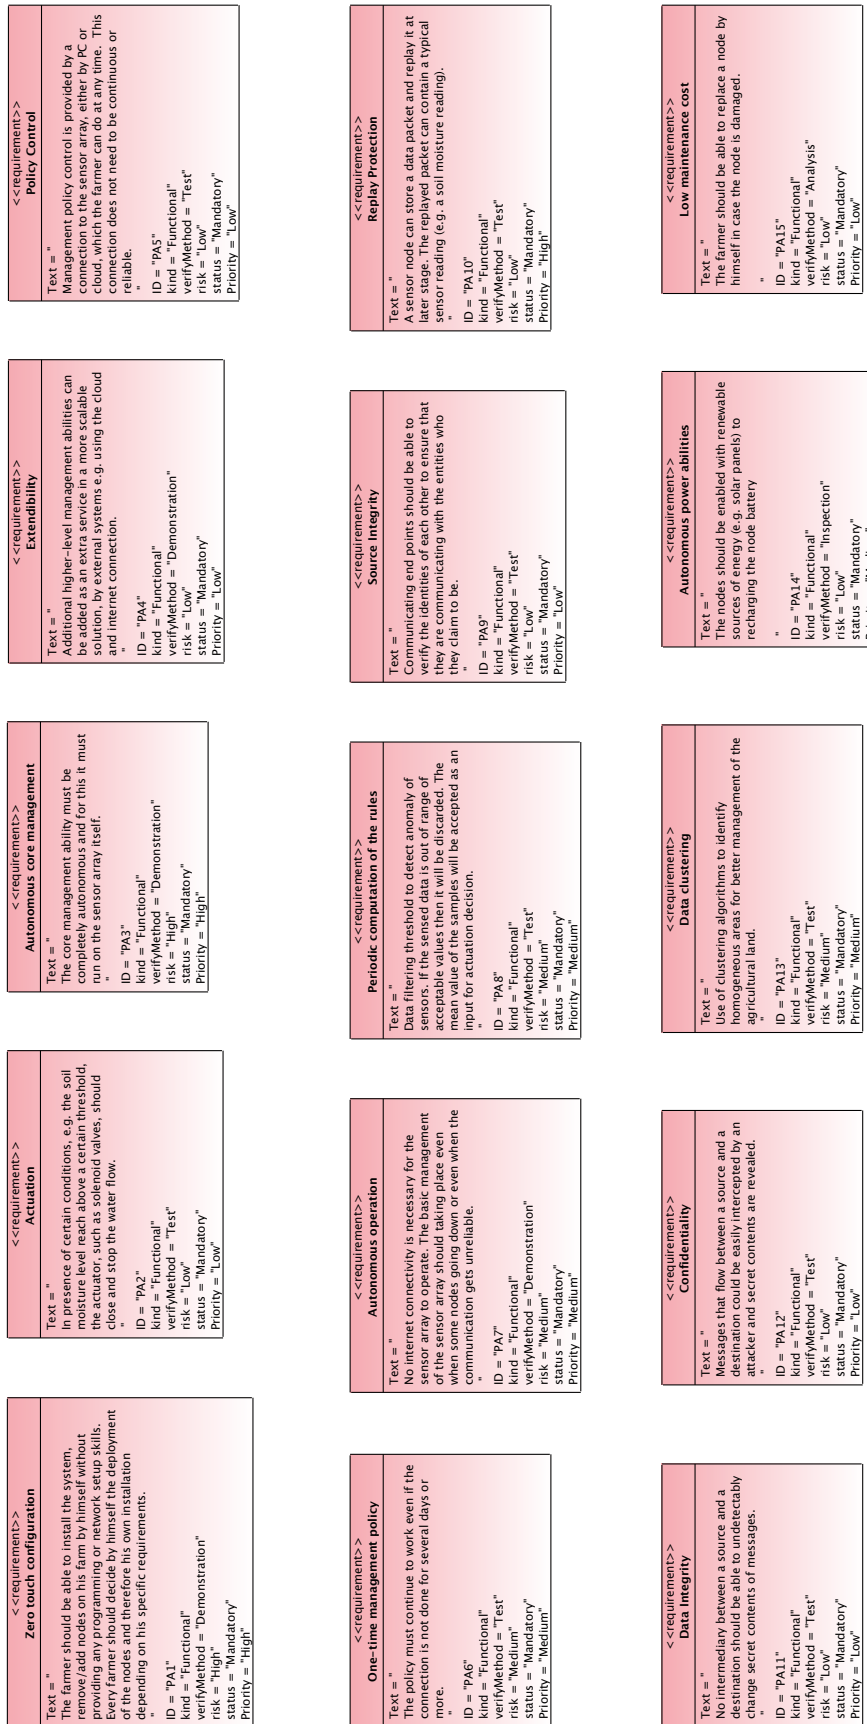 <<requirement>>
Zero touch configuration
Text = "
The farmer should be able to install the system,
remove/add nodes on his farm by himself without
providing any programming or network setup skills.
Every farmer should decide by himself the deployment
of the nodes and therefore his own installation
depending on his specific requirements.
"
ID = "PA1"
kind = "Functional"
verifyMethod = "Demonstration"
risk = "High"
status = "Mandatory"
Priority = "High"
<<requirement>>
Actuation
Text = "
In presence of certain conditions, e.g. the soil
moisture level reach above a certain threshold,
the actuator, such as solenoid valves, should
close and stop the water flow.
"
ID = "PA2"
kind = "Functional"
verifyMethod = "Test"
risk = "Low"
status = "Mandatory"
Priority = "Low"
<<requirement>>
Autonomous core management
Text = "
The core management ability must be
completely autonomous and for this it must
run on the sensor array itself.
"
ID = "PA3"
kind = "Functional"
verifyMethod = "Demonstration"
risk = "High"
status = "Mandatory"
Priority = "High"
<<requirement>>
Extendibility
Text = "
Additional higher-level management abilities can
be added as an extra service in a more scalable
solution, by external systems e.g. using the cloud
and internet connection.
"
ID = "PA4"
kind = "Functional"
verifyMethod = "Demonstration"
risk = "Low"
status = "Mandatory"
Priority = "Low"
<<requirement>>
Policy Control
Text = "
Management policy control is provided by a
connection to the sensor array, either by PC or
cloud, which the farmer can do at any time. This
connection does not need to be continuous or
reliable.
"
ID = "PA5"
kind = "Functional"
verifyMethod = "Test"
risk = "Low"
status = "Mandatory"
Priority = "Low"
<<requirement>>
One-time management policy
Text = "
The policy must continue to work even if the
connection is not done for several days or
more.
"
ID = "PA6"
kind = "Functional"
verifyMethod = "Test"
risk = "Medium"
status = "Mandatory"
Priority = "Medium"
<<requirement>>
Autonomous operation
Text = "
No internet connectivity is necessary for the
sensor array to operate. The basic management
of the sensor array should taking place even
when some nodes going down or even when the
communication gets unreliable.
"
ID = "PA7"
kind = "Functional"
verifyMethod = "Demonstration"
risk = "Medium"
status = "Mandatory"
Priority = "Medium"
<<requirement>>
Periodic computation of the rules
Text = "
Data filtering threshold to detect anomaly of
sensors. If the sensed data is out of range of
acceptable values then it will be discarded. The
mean value of the samples will be accepted as an
input for actuation decision.
"
ID = "PA8"
kind = "Functional"
verifyMethod = "Test"
risk = "Medium"
status = "Mandatory"
Priority = "Medium"
<<requirement>>
Source Integrity
Text = "
Communicating end points should be able to
verify the identities of each other to ensure that
they are communicating with the entities who
they claim to be.
"
ID = "PA9"
kind = "Functional"
verifyMethod = "Test"
risk = "Low"
status = "Mandatory"
Priority = "Low"
<<requirement>>
Replay Protection
Text = "
A sensor node can store a data packet and replay it at
later stage. The replayed packet can contain a typical
sensor reading (e.g. a soil moisture reading).
"
ID = "PA10"
kind = "Functional"
verifyMethod = "Test"
risk = "Low"
status = "Mandatory"
Priority = "High"
<<requirement>>
Data Integrity
Text = "
No intermediary between a source and a
destination should be able to undetectably
change secret contents of messages.
"
ID = "PA11"
kind = "Functional"
verifyMethod = "Test"
risk = "Low"
status = "Mandatory"
Priority = "Low"
<<requirement>>
Confidentiality
Text = "
Messages that flow between a source and a
destination could be easily intercepted by an
attacker and secret contents are revealed.
"
ID = "PA12"
kind = "Functional"
verifyMethod = "Test"
risk = "Low"
status = "Mandatory"
Priority = "Low"
<<requirement>>
Data clustering
Text = "
Use of clustering algorithms to identify
homogeneous areas for better management of the
agricultural land.
"
ID = "PA13"
kind = "Functional"
verifyMethod = "Test"
risk = "Medium"
status = "Mandatory"
Priority = "Medium"
<<requirement>>
Autonomous power abilities
Text = "
The nodes should be enabled with renewable
sources of energy (e.g. solar panels) to
recharging the node battery
"
ID = "PA14"
kind = "Functional"
verifyMethod = "Inspection"
risk = "Low"
status = "Mandatory"
<<requirement>>
Low maintenance cost
Text = "
The farmer should be able to replace a node by
himself in case the node is damaged.
"
ID = "PA15"
kind = "Functional"
verifyMethod = "Analysis"
risk = "Low"
status = "Mandatory"
Priority = "Low"